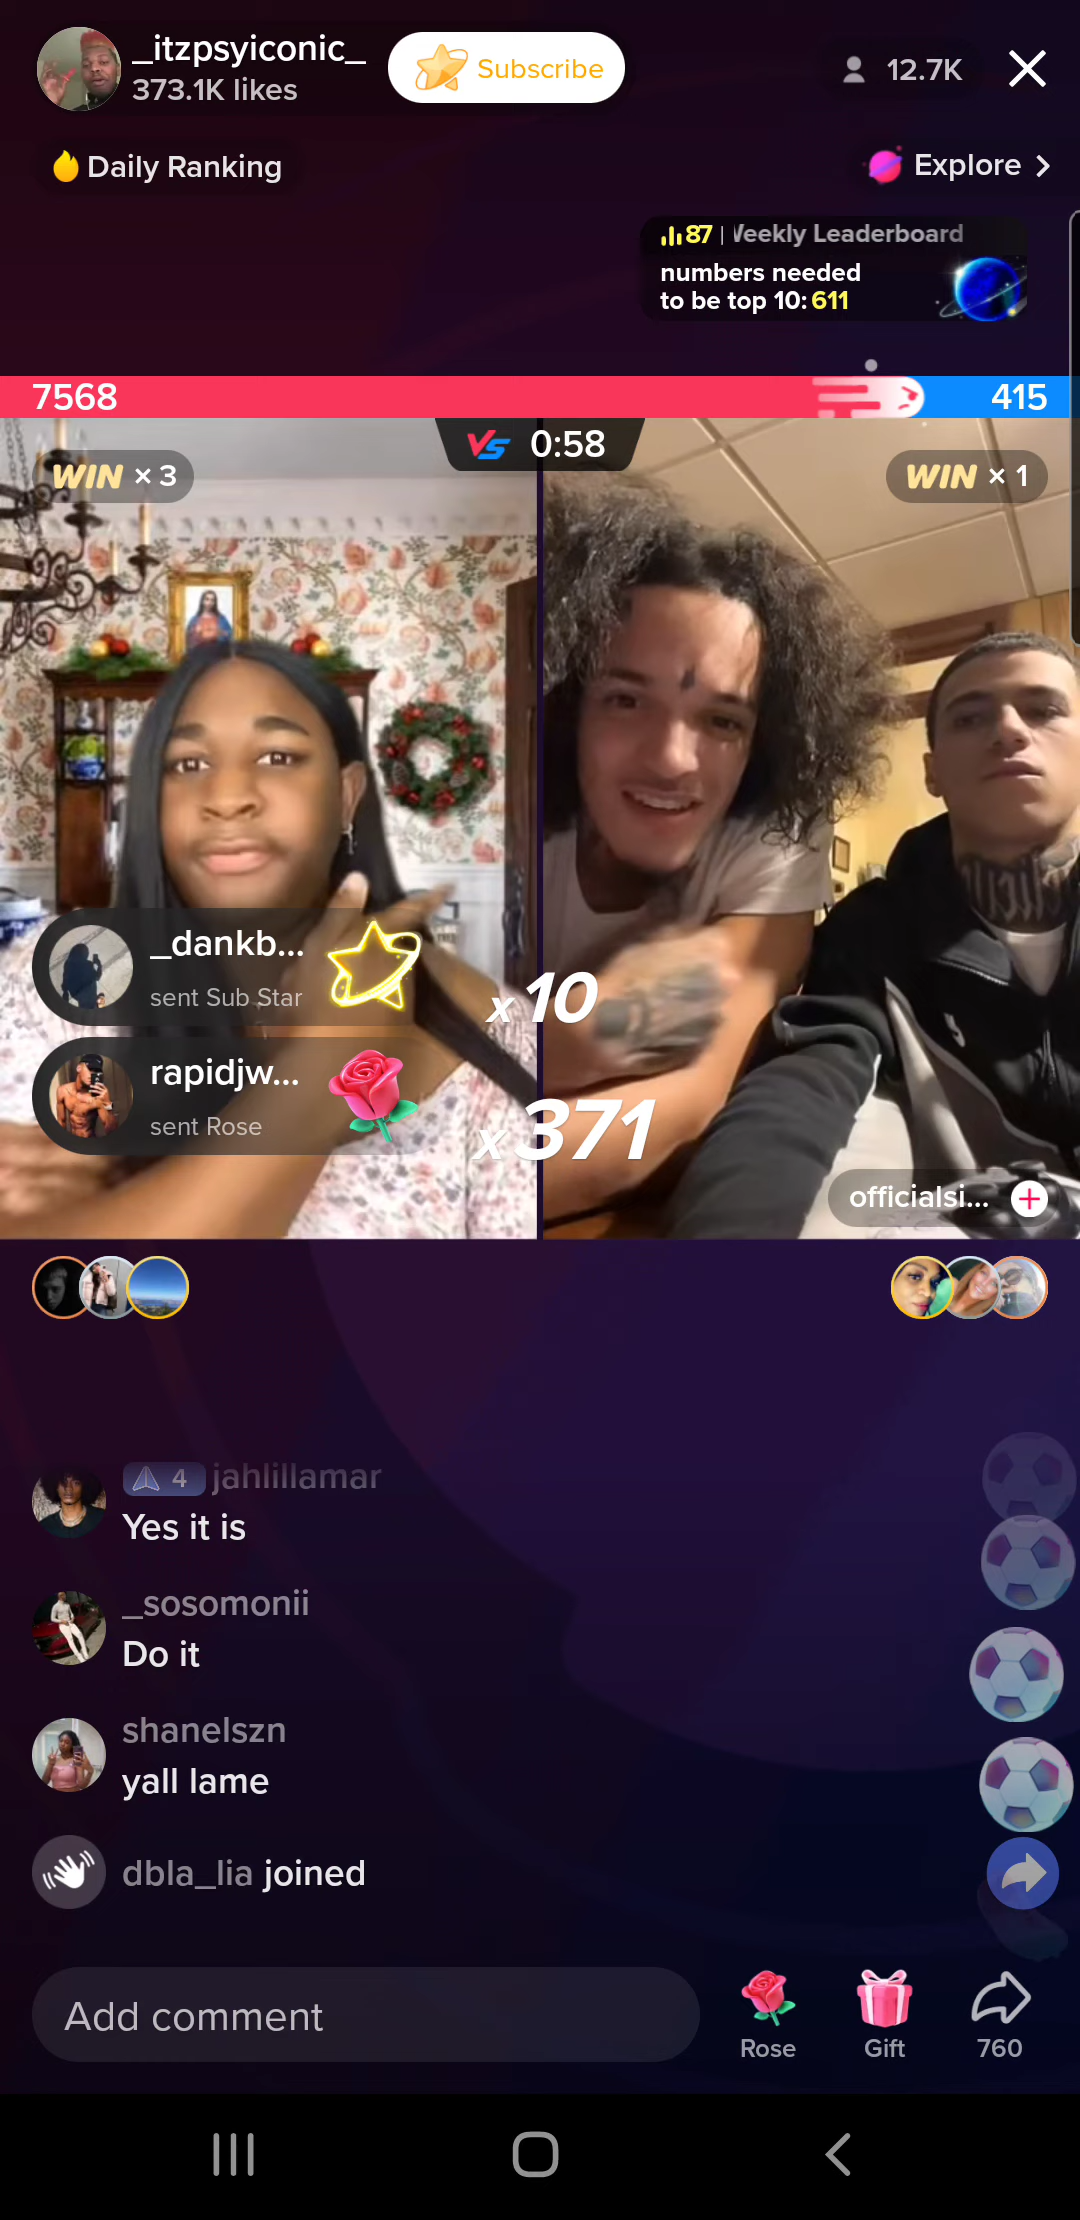 _itzpsyiconic_
373.1K likes
Subscribe
12.7K
Daily Ranking
Explore
87 | Weekly Leaderboard
numbers needed
to be top 10: 611
7568
VS 0:58
415
WIN × 3
WIN × 1
_dankb...
sent Sub Star
x10
rapidjw...
sent Rose
x371
officialsi...
4 jahlillamar
Yes it is
_sosomonii
Do it
shanelszn
yall lame
dbla_lia joined
Add comment
Rose
Gift
760